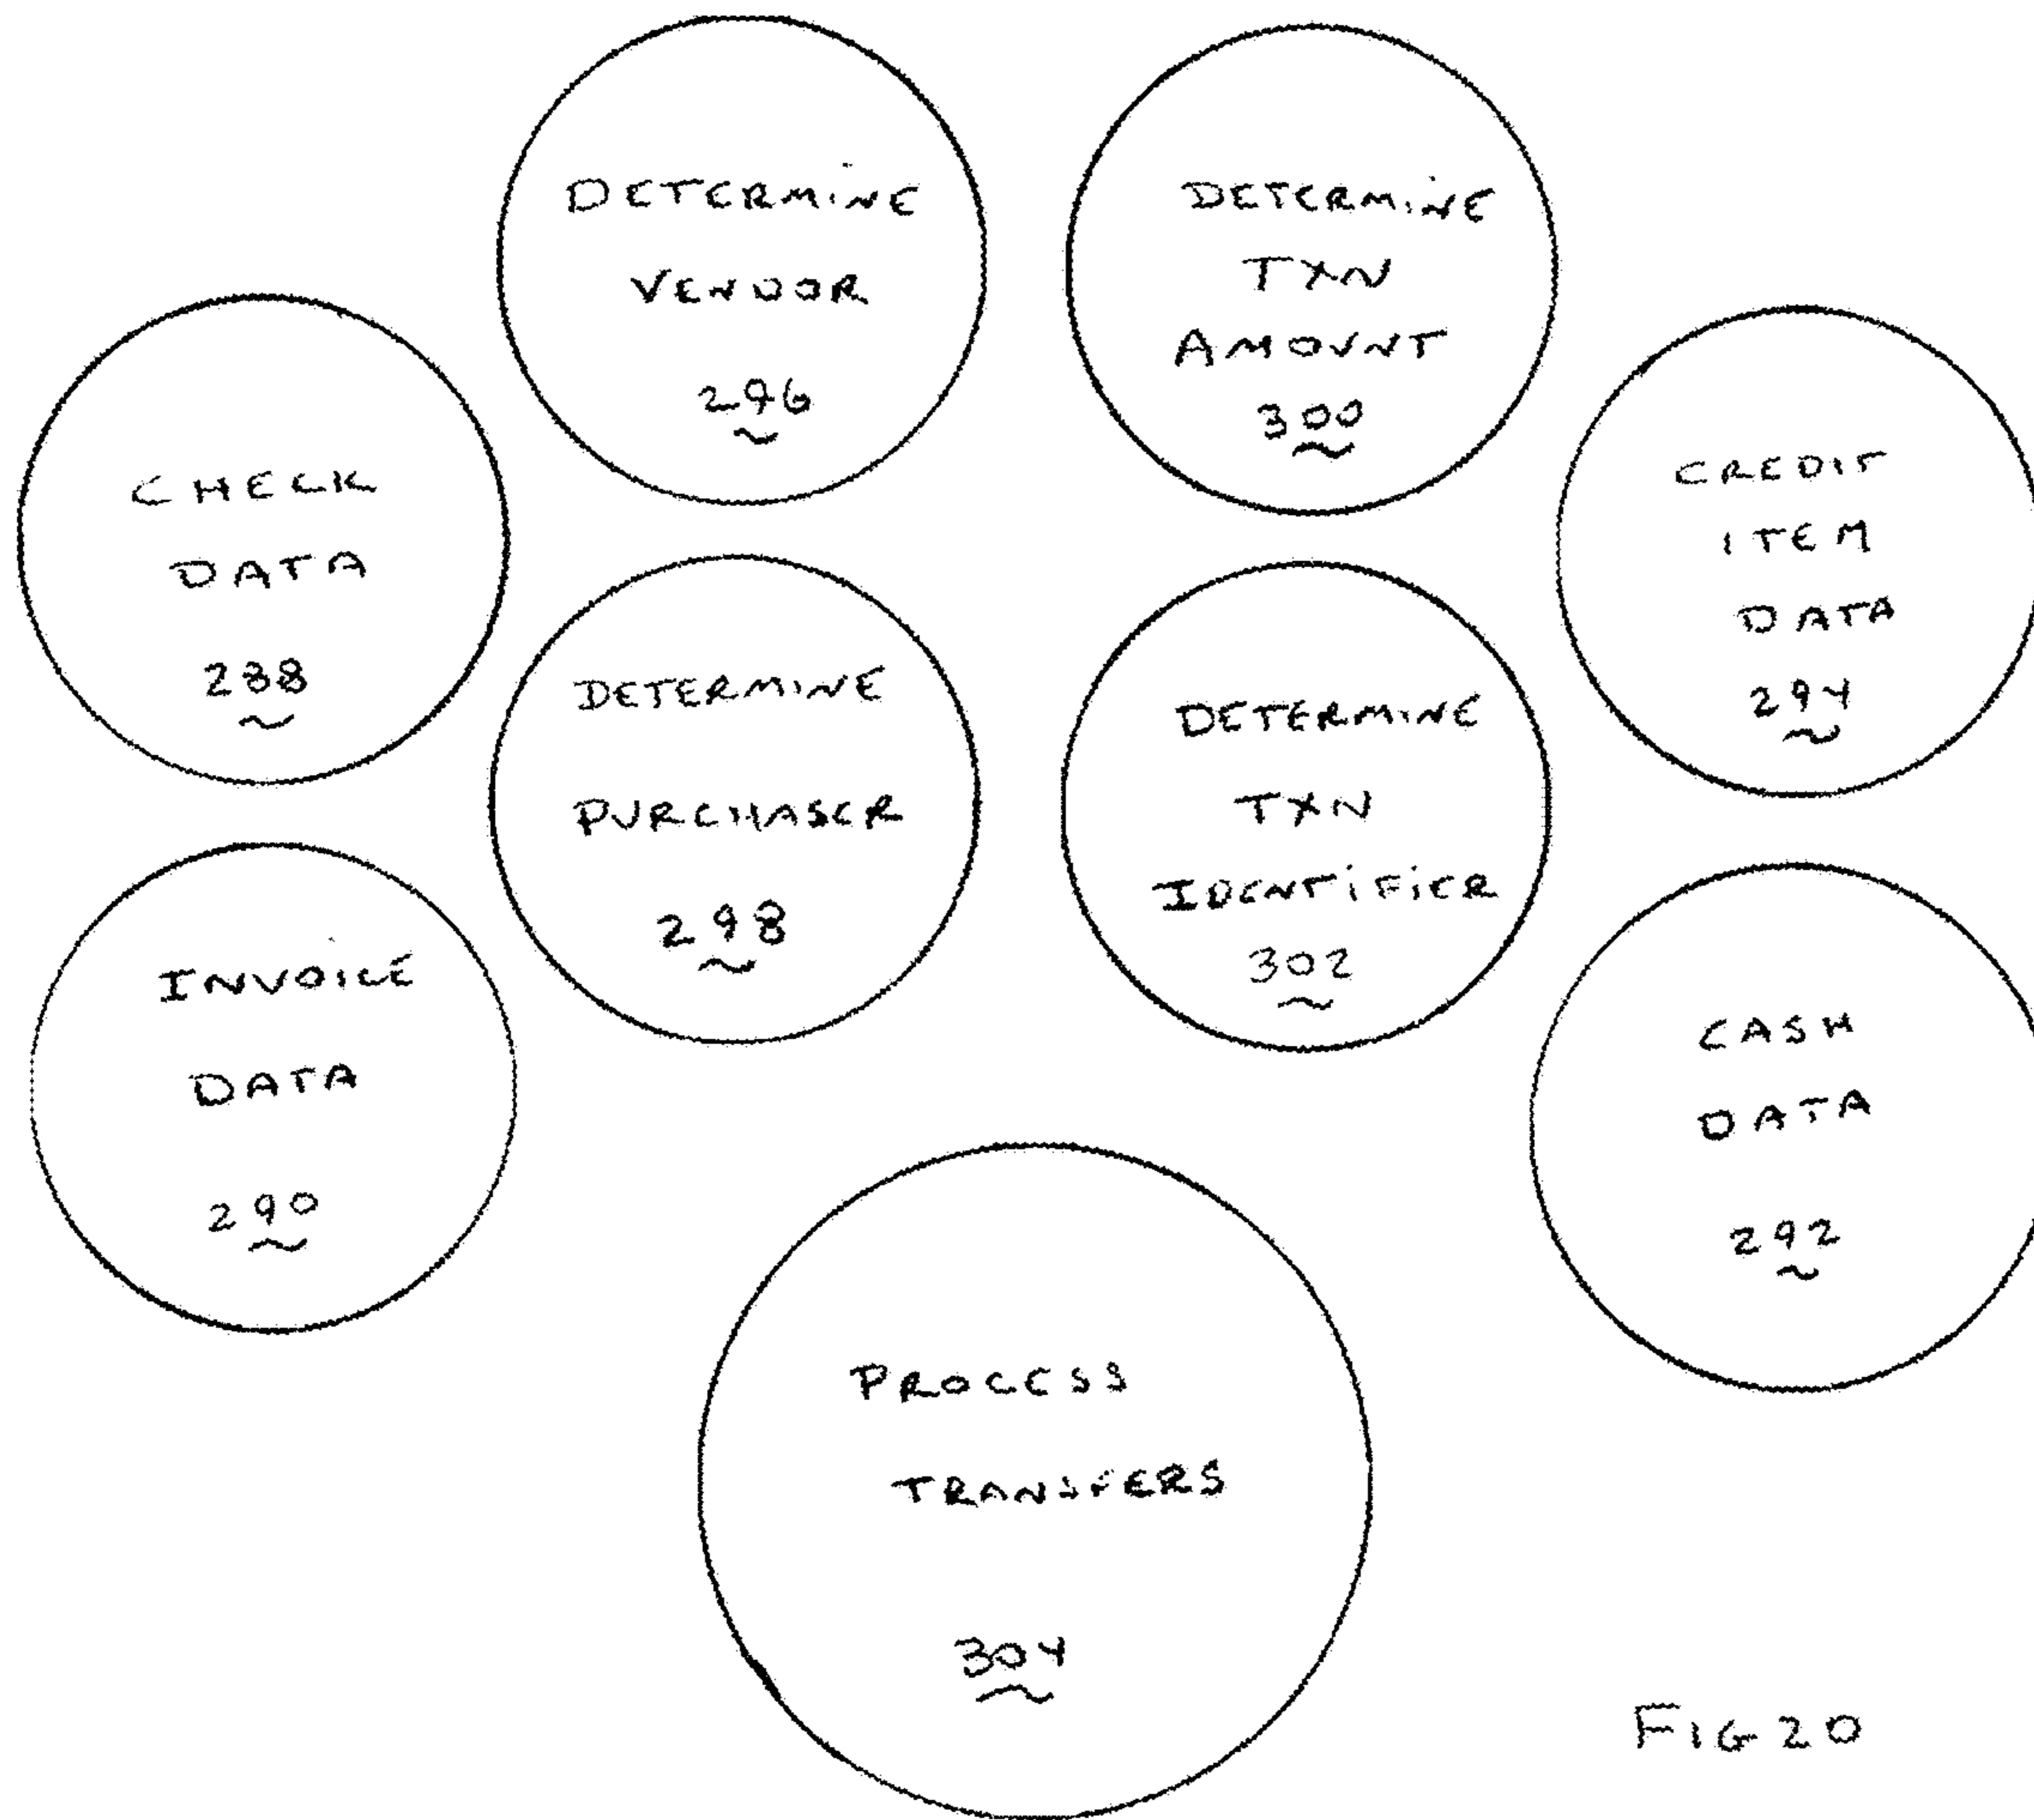 DETERMINE
VENDOR
296
DETERMINE
TXN
AMOUNT
300
CHECK
DATA
288
CREDIT
ITEM
DATA
294
DETERMINE
PURCHASER
298
DETERMINE
TXN
IDENTIFIER
302
INVOICE
DATA
290
CASH
DATA
292
PROCESS
TRANSFERS
304
FIG 20